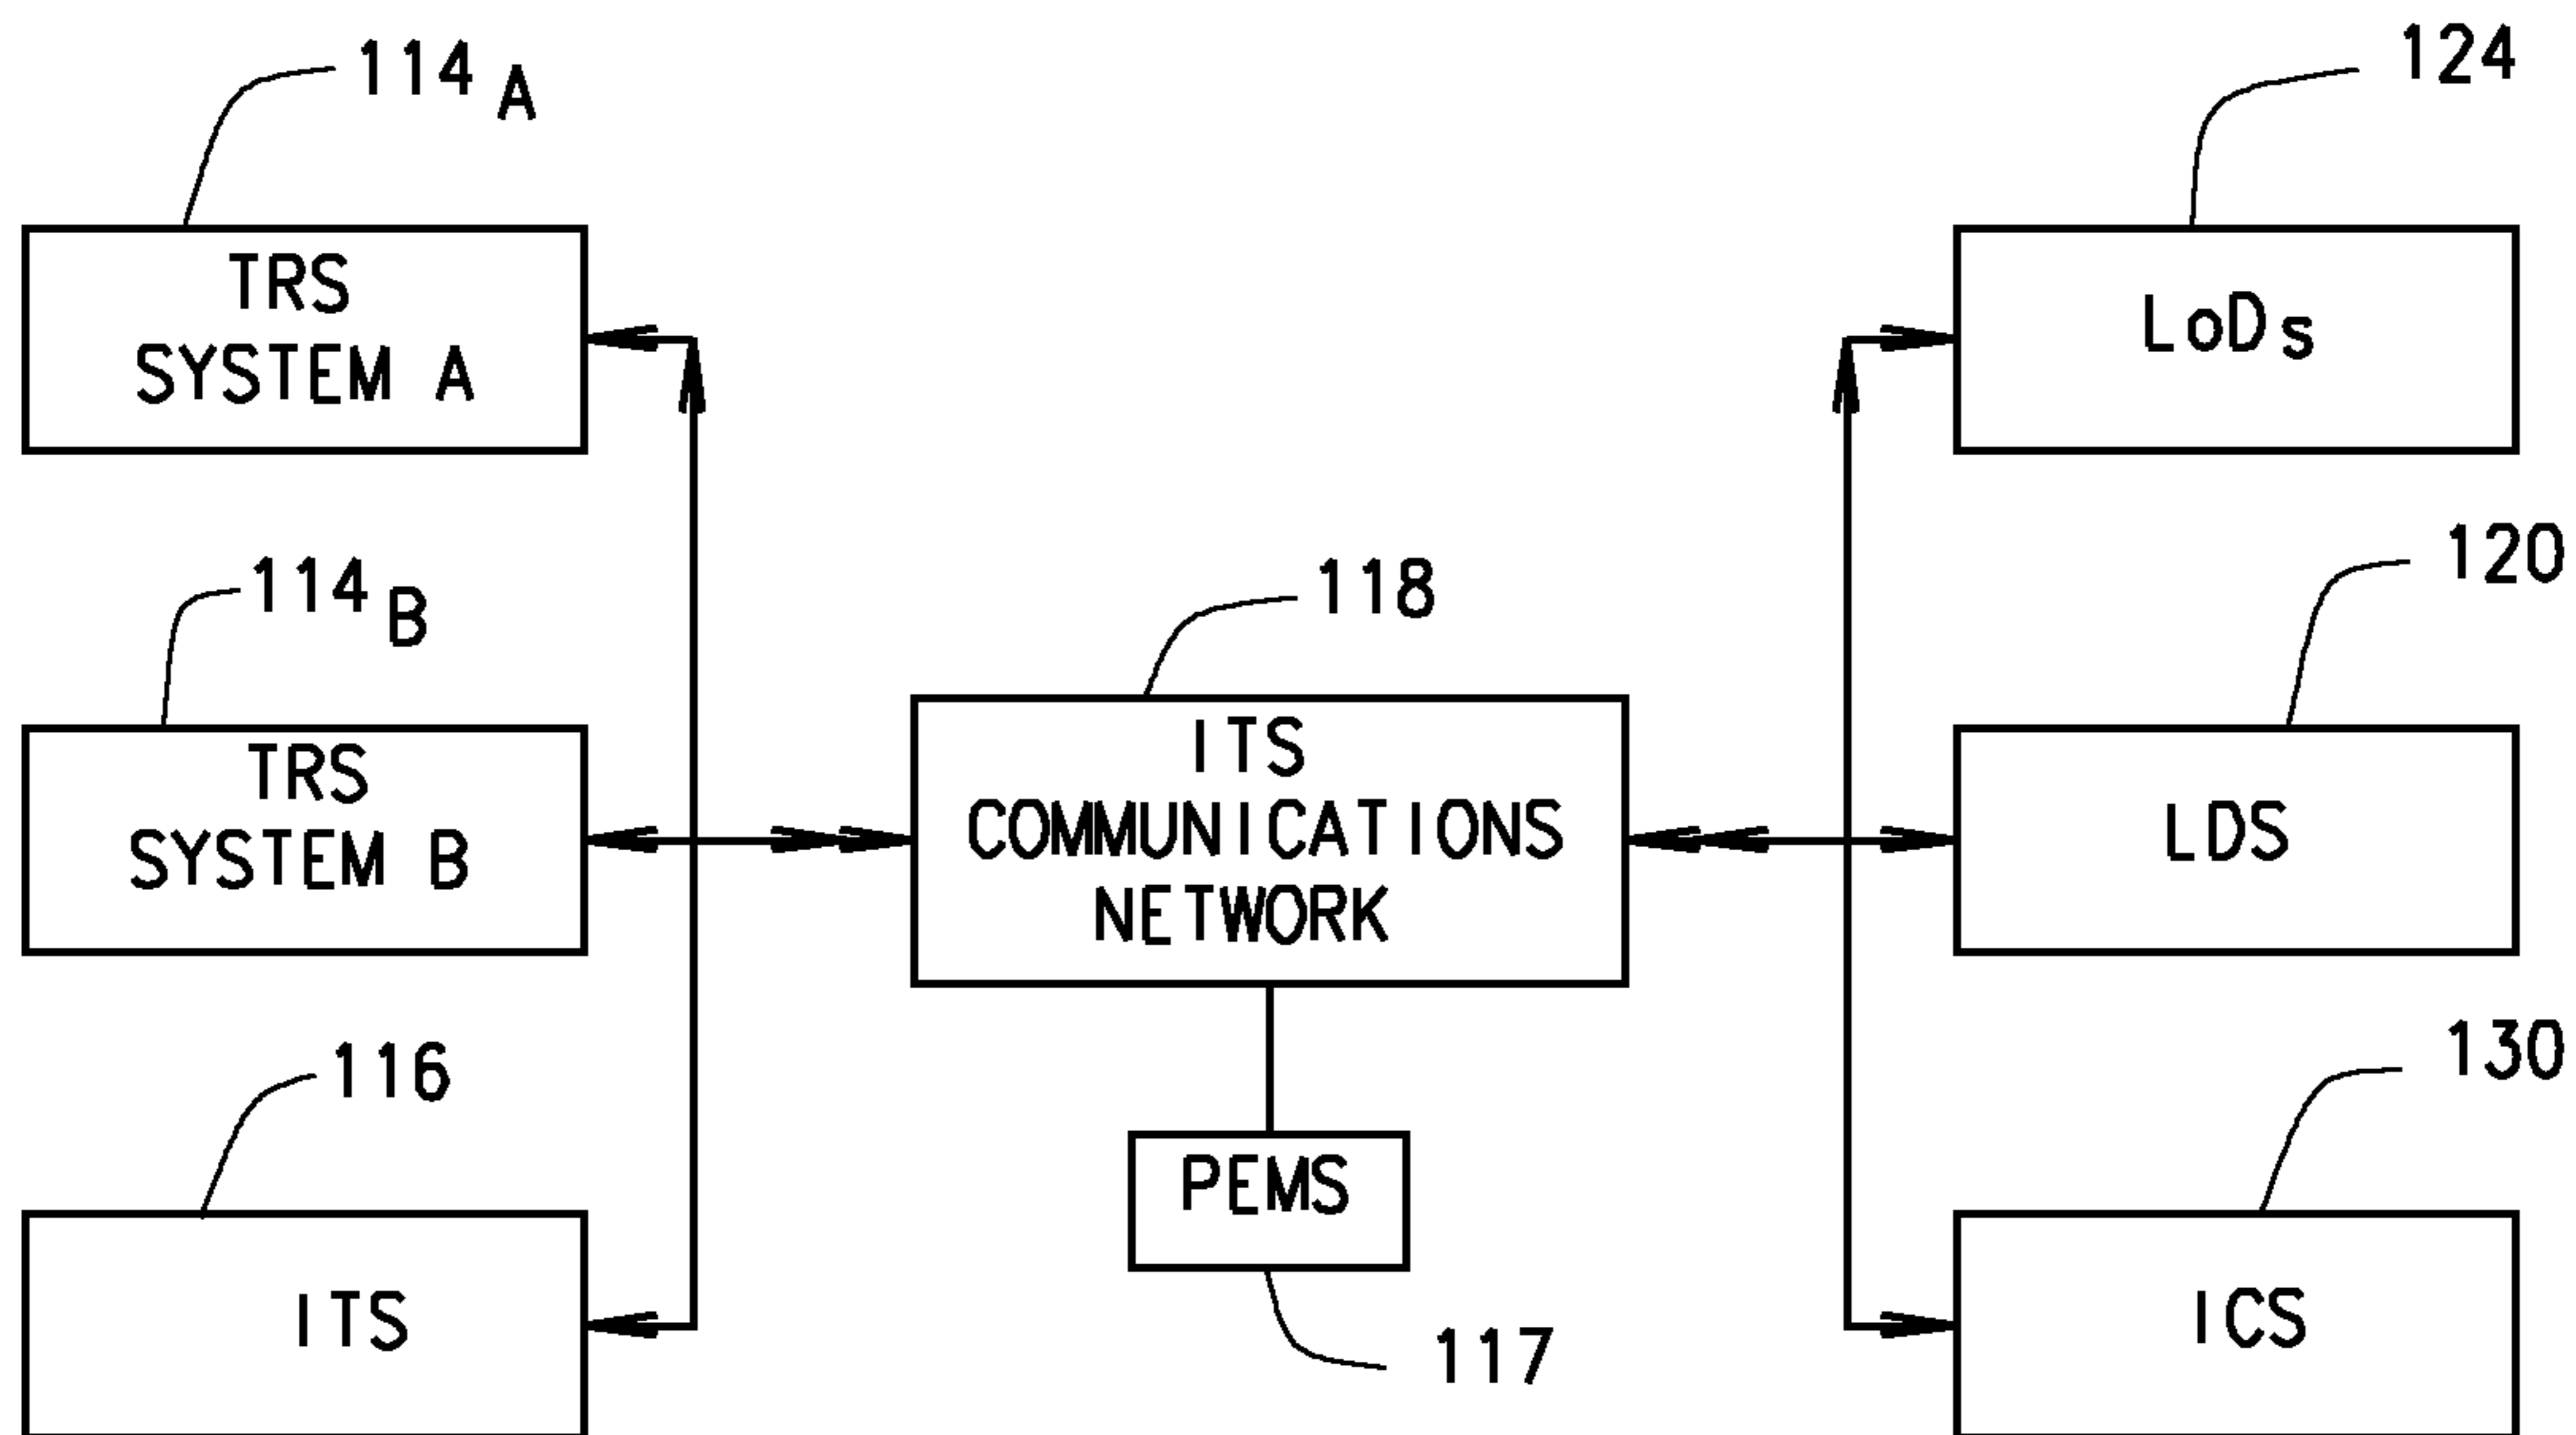 114 A
124
TRS
SYSTEM A
LoDs
114 B
118
120
TRS
SYSTEM B
ITS
COMMUNICATIONS
NETWORK
LDS
116
PEMS
117
130
ITS
ICS